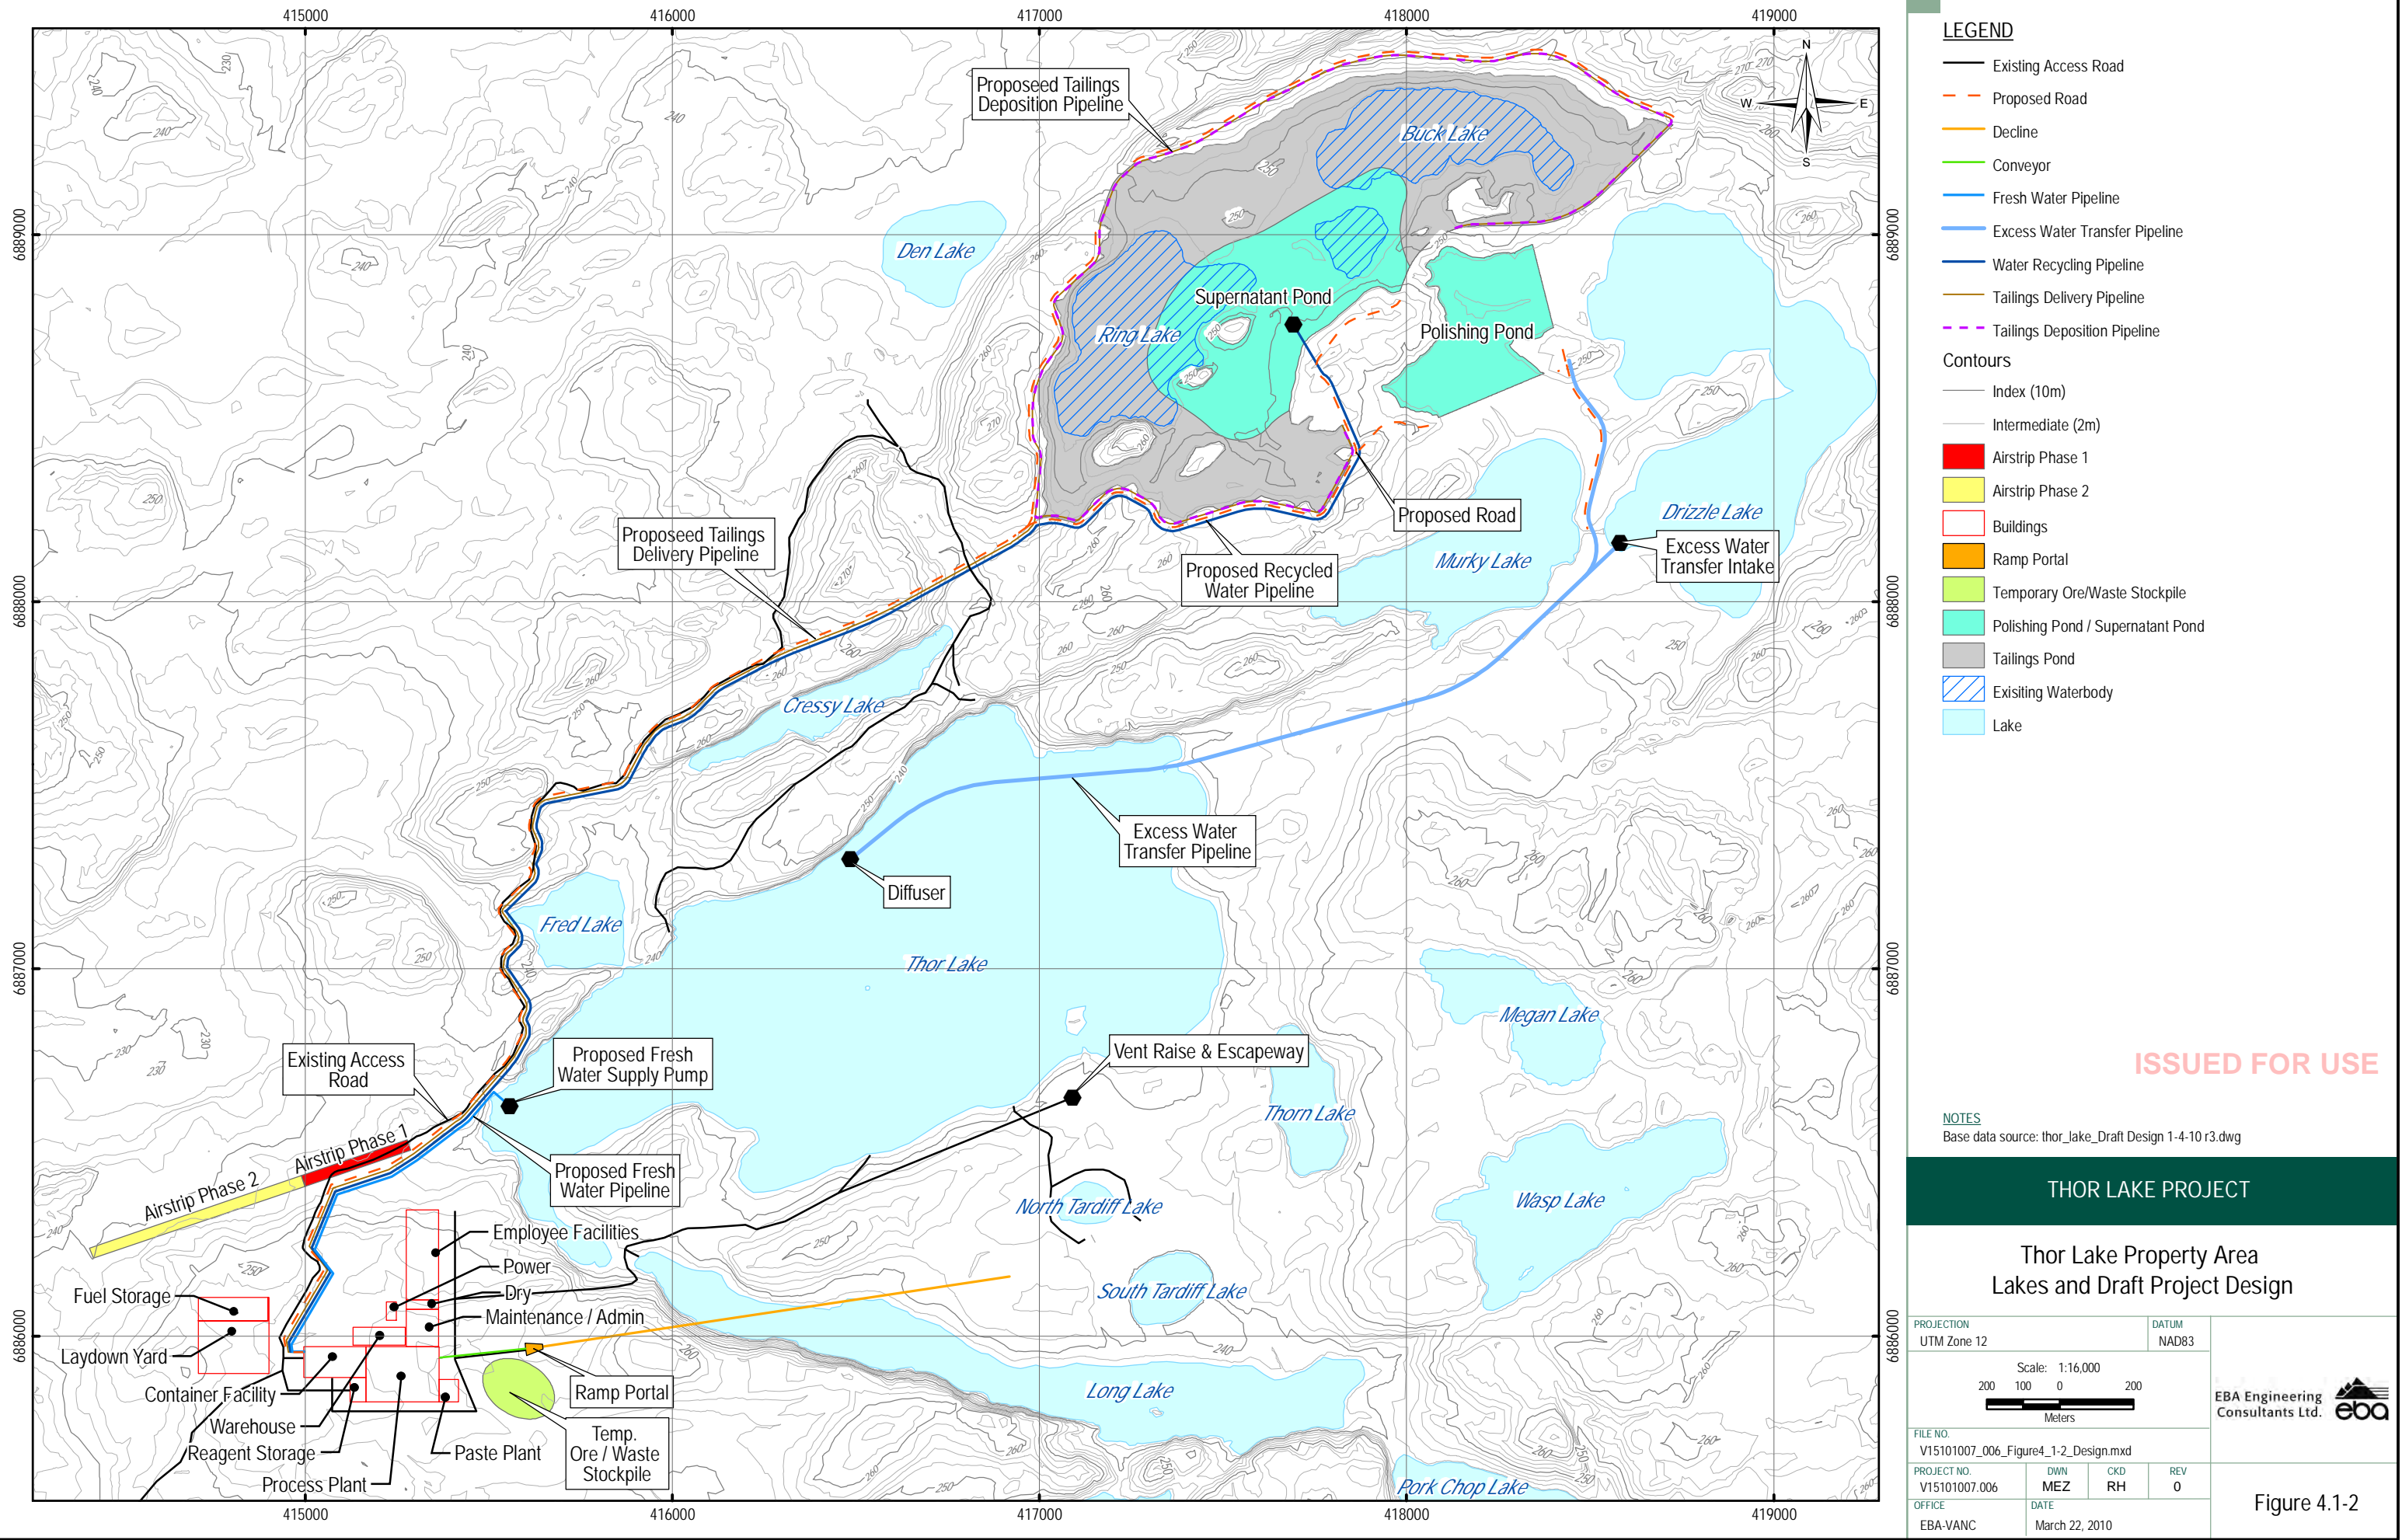 415000
416000
417000
418000
419000
6889000
6888000
6887000
6886000
6889000
6888000
6887000
6886000
415000
416000
417000
418000
419000
N
W
E
S
Proposeed Tailings
Deposition Pipeline
Buck Lake
Den Lake
Supernatant Pond
Ring Lake
Polishing Pond
Proposeed Tailings
Delivery Pipeline
Proposed Road
Drizzle Lake
Murky Lake
Excess Water
Transfer Intake
Proposed Recycled
Water Pipeline
Cressy Lake
Excess Water
Transfer Pipeline
Diffuser
Fred Lake
Thor Lake
Megan Lake
Existing Access
Road
Proposed Fresh
Water Supply Pump
Vent Raise & Escapeway
Thorn Lake
Airstrip Phase 1
Airstrip Phase 2
Proposed Fresh
Water Pipeline
North Tardiff Lake
Wasp Lake
Employee Facilities
Power
Dry
Maintenance / Admin
Fuel Storage
Laydown Yard
Container Facility
Warehouse
Reagent Storage
Process Plant
Paste Plant
Ramp Portal
Temp.
Ore / Waste
Stockpile
South Tardiff Lake
Long Lake
Pork Chop Lake
LEGEND
Existing Access Road
Proposed Road
Decline
Conveyor
Fresh Water Pipeline
Excess Water Transfer Pipeline
Water Recycling Pipeline
Tailings Delivery Pipeline
Tailings Deposition Pipeline
Contours
Index (10m)
Intermediate (2m)
Airstrip Phase 1
Airstrip Phase 2
Buildings
Ramp Portal
Temporary Ore/Waste Stockpile
Polishing Pond / Supernatant Pond
Tailings Pond
Exisiting Waterbody
Lake
ISSUED FOR USE
NOTES
Base data source: thor_lake_Draft Design 1-4-10 r3.dwg
THOR LAKE PROJECT
Thor Lake Property Area
Lakes and Draft Project Design
PROJECTION
UTM Zone 12
DATUM
NAD83
Scale: 1:16,000
200 100 0 200
Meters
FILE NO.
V15101007_006_Figure4_1-2_Design.mxd
PROJECT NO.
V15101007.006
DWN
MEZ
CKD
RH
REV
0
OFFICE
EBA-VANC
DATE
March 22, 2010
EBA Engineering
Consultants Ltd.
eba
Figure 4.1-2